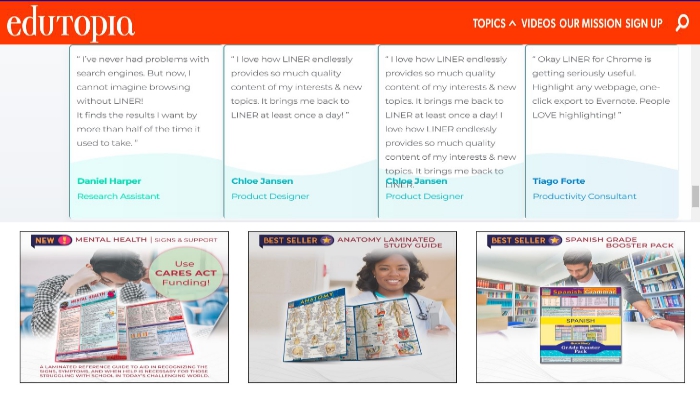 edutopia
TOPICS ^ VIDEOS OUR MISSION SIGN UP
" I've never had problems with
search engines. But now, I
cannot imagine browsing
without LINER!
It finds the results I want by
more than half of the time it
used to take. "
Daniel Harper
Research Assistant
" I love how LINER endlessly
provides so much quality
content of my interests & new
topics. It brings me back to
LINER at least once a day! "
Chloe Jansen
Product Designer
" I love how LINER endlessly
provides so much quality
content of my interests & new
topics. It brings me back to
LINER at least once a day! I
love how LINER endlessly
provides so much quality
content of my interests & new
topics. It brings me back to
LINER.
Chloe Jansen
Product Designer
" Okay LINER for Chrome is
getting seriously useful.
Highlight any webpage, one-
click export to Evernote. People
LOVE highlighting! "
Tiago Forte
Productivity Consultant
NEW ! MENTAL HEALTH | SIGNS & SUPPORT
Use
CARES ACT
Funding!
MENTAL HEALTH
A LAMINATED REFERENCE GUIDE TO AID IN RECOGNIZING THE
SIGNS, SYMPTOMS, AND WHEN HELP IS NECESSARY FOR THOSE
STRUGGLING WITH SCHOOL IN TODAY'S CHALLENGING WORLD.
BEST SELLER ANATOMY LAMINATED
STUDY GUIDE
ANATOMY
BEST SELLER SPANISH GRADE
BOOSTER PACK
Spanish Grammar
SPANISH
Grade Booster
Pack